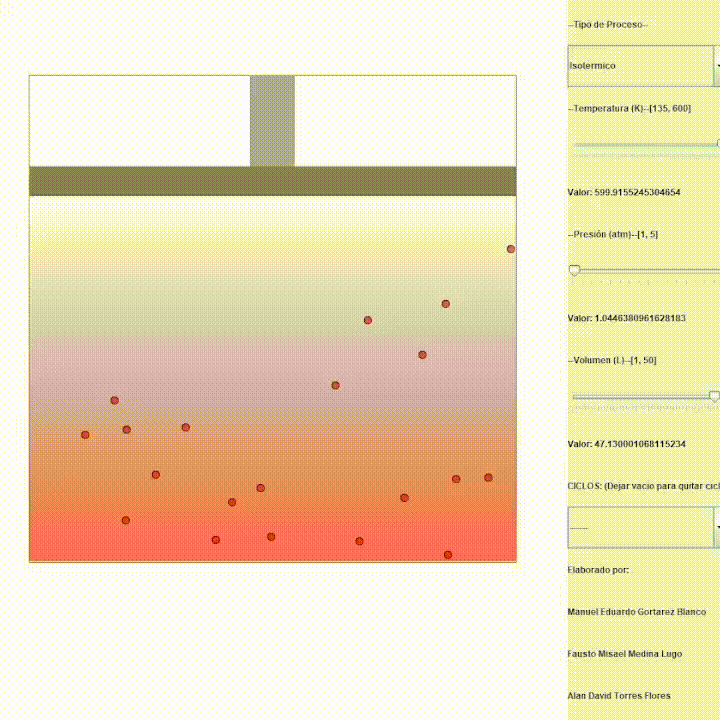 --Tipo de Proceso--
Isotermico
--Temperatura (K)--[135, 600]
Valor: 599.9155245304654
--Presión (atm)--[1, 5]
Valor: 1.0446380961628183
--Volumen (L)--[1, 50]
Valor: 47.130001068115234
CICLOS: (Dejar vacio para quitar
------
Elaborado por:
Manuel Eduardo Gortarez Blanco
Fausto Misael Medina Lugo
Alan David Torres Flores